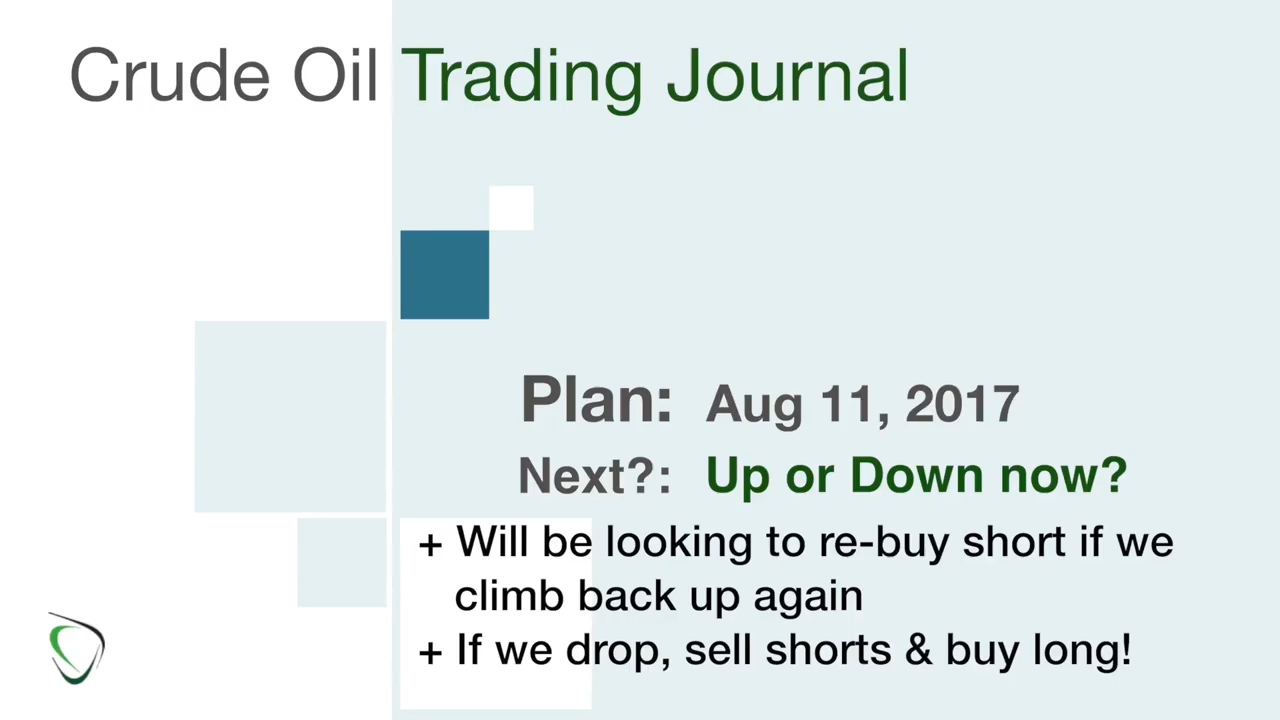 Crude Oil Trading Journal
Plan: Aug 11, 2017
Next?: Up or Down now?
+ Will be looking to re-buy short if we
climb back up again
+ If we drop, sell shorts & buy long!